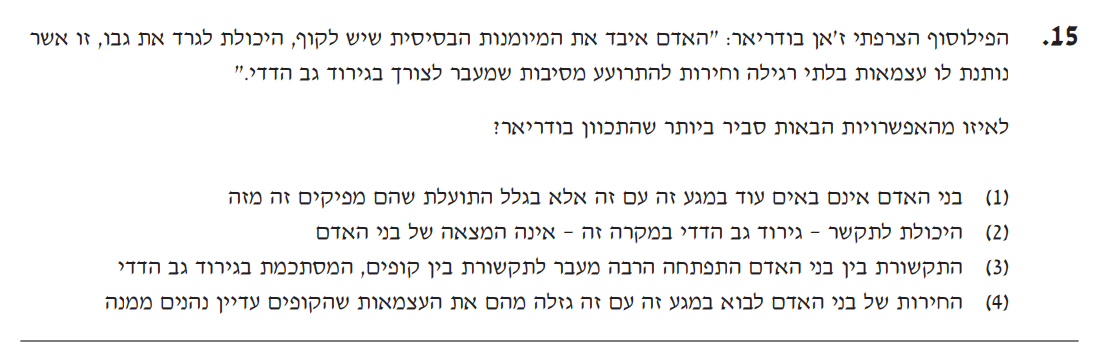 15. הפילוסוף הצרפתי ז'אן בודריאר: "האדם איבד את המיומנות הבסיסית שיש לקוף, היכולת לגרד את גבו, זו אשר
נותנת לו עצמאות בלתי רגילה וחירות להתרועע מסיבות שמעבר לצורך בגירוד גב הדדי."
לאיזו מהאפשרויות הבאות סביר ביותר שהתכוון בודריאר?
(1) בני האדם אינם באים עוד במגע זה עם זה אלא בגלל התועלת שהם מפיקים זה מזה
(2) היכולת לתקשר – גירוד גב הדדי במקרה זה – אינה המצאה של בני האדם
(3) התקשורת בין בני האדם התפתחה הרבה מעבר לתקשורת בין קופים, המסתכמת בגירוד גב הדדי
(4) החירות של בני האדם לבוא במגע זה עם זה גזלה מהם את העצמאות שהקופים עדיין נהנים ממנה